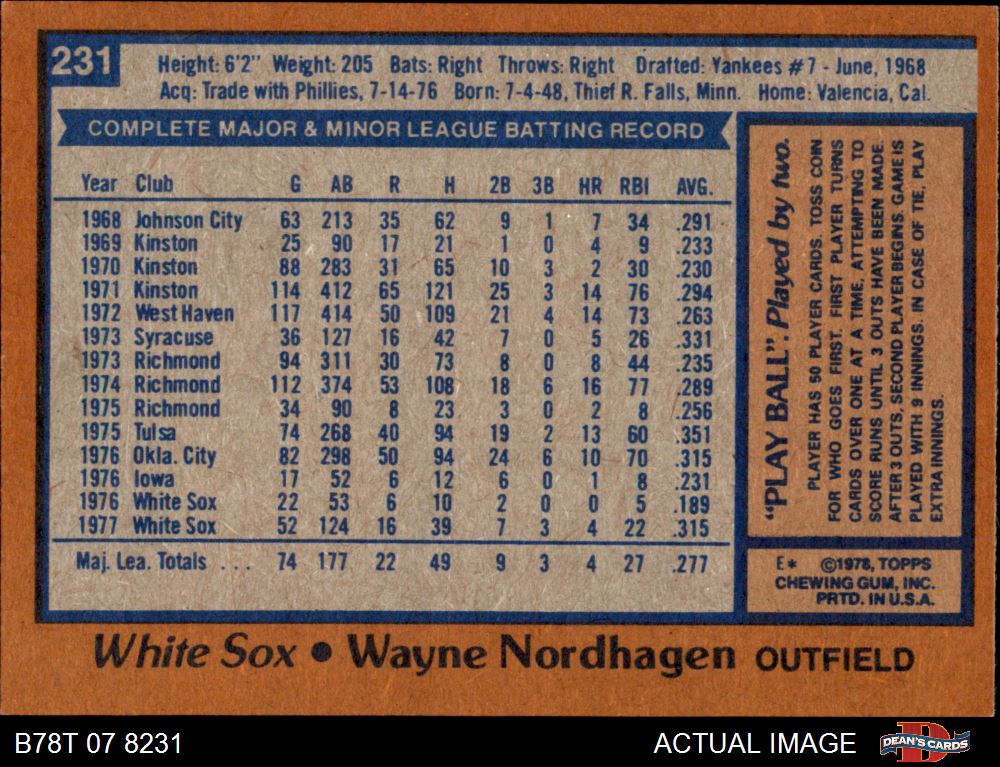 231
Height: 6'2" Weight: 205 Bats: Right Throws: Right Drafted: Yankees #7 - June, 1968
Acq: Trade with Phillies, 7-14-76 Born: 7-4-48, Thief R. Falls, Minn. Home: Valencia, Cal.
COMPLETE MAJOR & MINOR LEAGUE BATTING RECORD
Year Club G AB R H 2B 3B HR RBI AVG.
1968 Johnson City 63 213 35 62 9 1 7 34 .291
1969 Kinston 25 90 17 21 1 0 4 9 .233
1970 Kinston 88 283 31 65 10 3 2 30 .230
1971 Kinston 114 412 65 121 25 3 14 76 .294
1972 West Haven 117 414 50 109 21 4 14 73 .263
1973 Syracuse 36 127 16 42 7 0 5 26 .331
1973 Richmond 94 311 30 73 8 0 8 44 .235
1974 Richmond 112 374 53 108 18 6 16 77 .289
1975 Richmond 34 90 8 23 3 0 2 8 .256
1975 Tulsa 74 268 40 94 19 2 13 60 .351
1976 Okla. City 82 298 50 94 24 6 10 70 .315
1976 Iowa 17 52 6 12 6 0 1 8 .231
1976 White Sox 22 53 6 10 2 0 0 5 .189
1977 White Sox 52 124 16 39 7 3 4 22 .315
Maj. Lea. Totals ... 74 177 22 49 9 3 4 27 .277
"PLAY BALL". Played by two.
PLAYER HAS 50 PLAYER CARDS. TOSS COIN
FOR WHO GOES FIRST. FIRST PLAYER TURNS
CARDS OVER ONE AT A TIME, ATTEMPTING TO
SCORE RUNS UNTIL 3 OUTS HAVE BEEN MADE.
AFTER 3 OUTS, SECOND PLAYER BEGINS. GAME IS
PLAYED WITH 9 INNINGS. IN CASE OF TIE, PLAY
EXTRA INNINGS.
E* ©1978, TOPPS
CHEWING GUM, INC.
PRTD. IN U.S.A.
White Sox • Wayne Nordhagen OUTFIELD
B78T 07 8231
ACTUAL IMAGE
DEAN'S CARDS